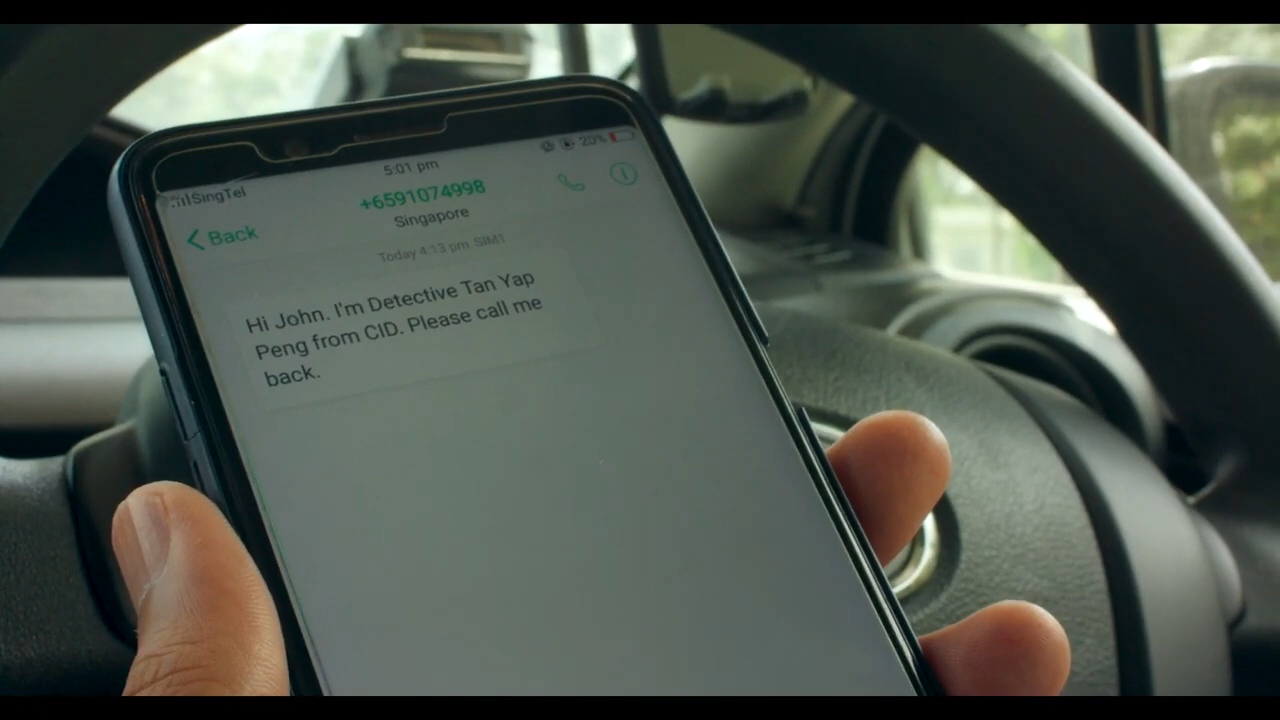 SingTel
5:01 pm
20%
+6591074998
Back
Singapore
Today 4:13 pm SIM1
Hi John. I'm Detective Tan Yap
Peng from CID. Please call me
back.